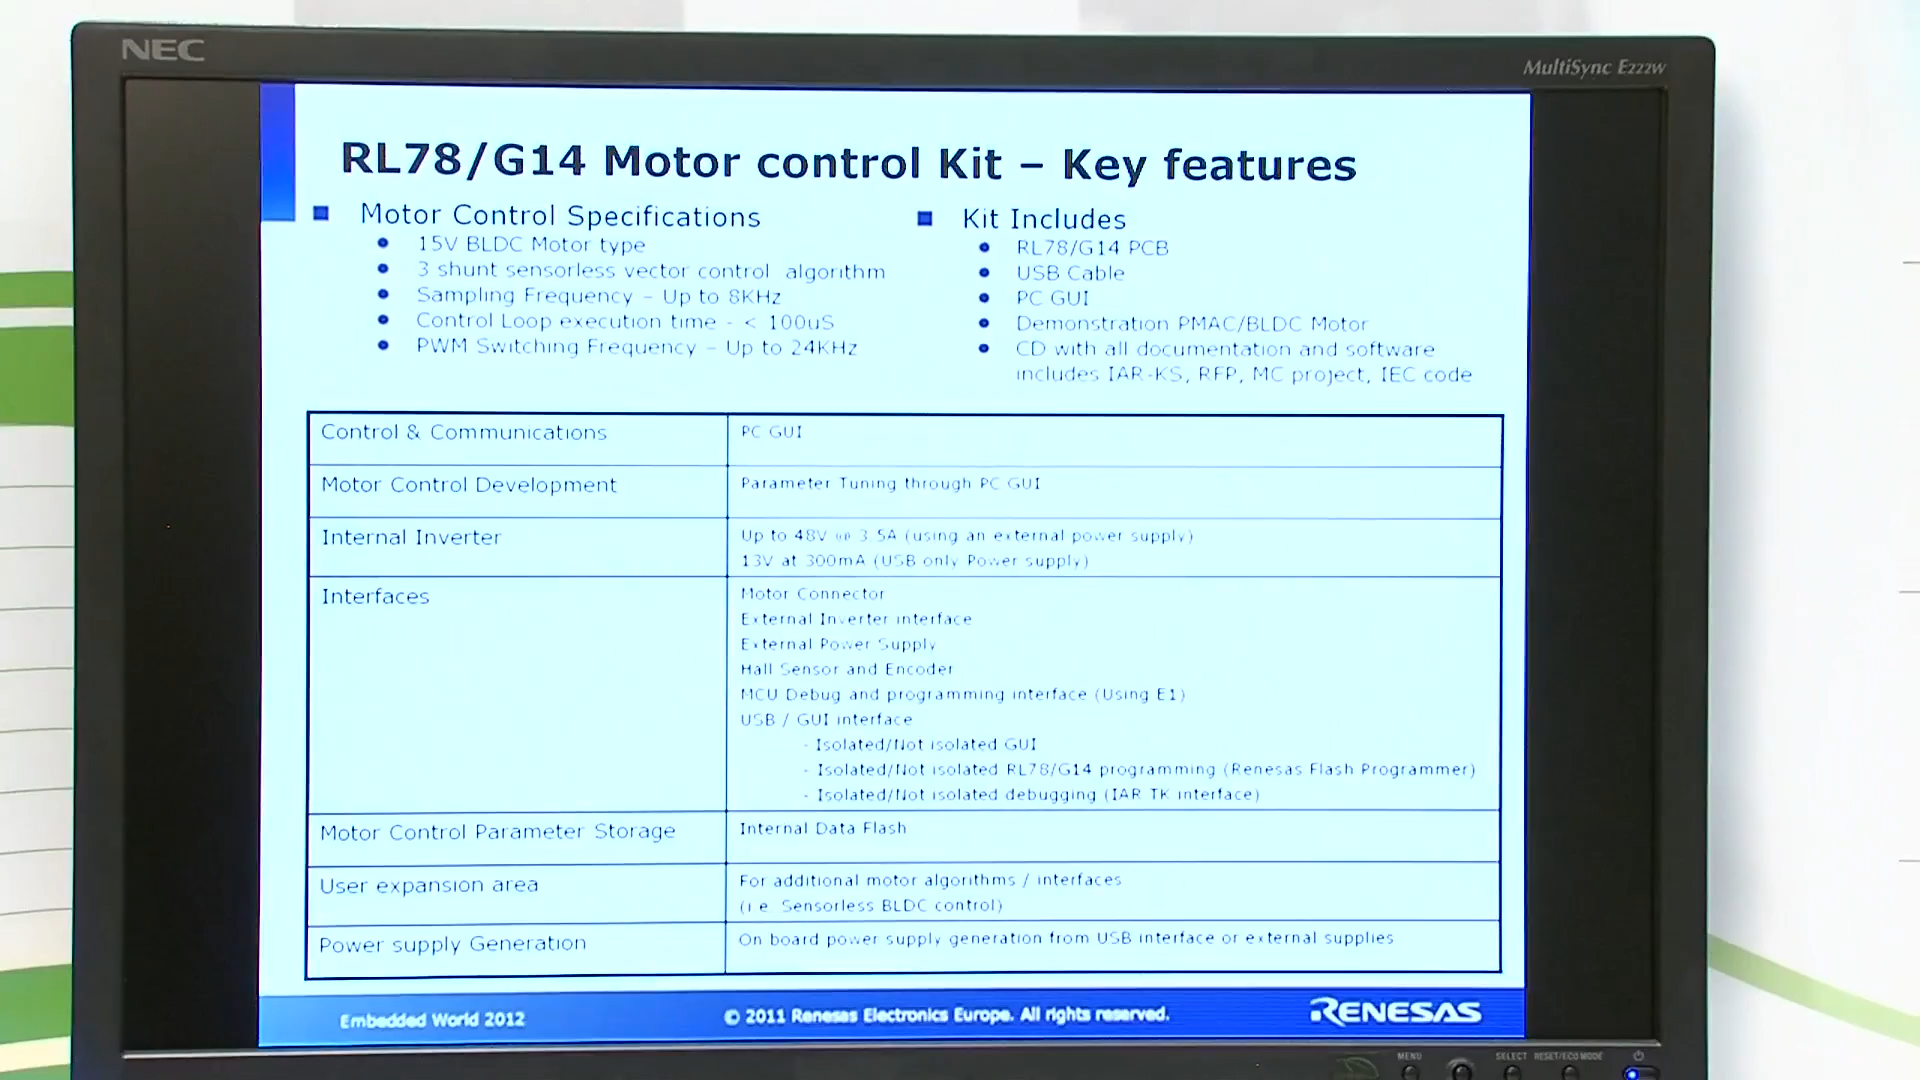 NEC
MultiSync E222W
RL78/G14 Motor control Kit – Key features
Motor Control Specifications
15V BLDC Motor type
3 shunt sensorless vector control algorithm
Sampling Frequency – Up to 8KHz
Control Loop execution time - < 100uS
PWM Switching Frequency – Up to 24KHz
Kit Includes
RL78/G14 PCB
USB Cable
PC GUI
Demonstration PMAC/BLDC Motor
CD with all documentation and software
includes IAR-KS, RFP, MC project, IEC code
Control & Communications
PC GUI
Motor Control Development
Parameter Tuning through PC GUI
Internal Inverter
Up to 48V @ 3.5A (using an external power supply)
13V at 300mA (USB only Power supply)
Interfaces
Motor Connector
External Inverter interface
External Power Supply
Hall Sensor and Encoder
MCU Debug and programming interface (Using E1)
USB / GUI interface
- Isolated/Not isolated GUI
- Isolated/Not isolated RL78/G14 programming (Renesas Flash Programmer)
- Isolated/Not isolated debugging (IAR TK interface)
Motor Control Parameter Storage
Internal Data Flash
User expansion area
For additional motor algorithms / interfaces
(i.e. Sensorless BLDC control)
Power supply Generation
On board power supply generation from USB interface or external supplies
Embedded World 2012
© 2011 Renesas Electronics Europe. All rights reserved.
RENESAS
MENU
SELECT
RESET/ECO MODE